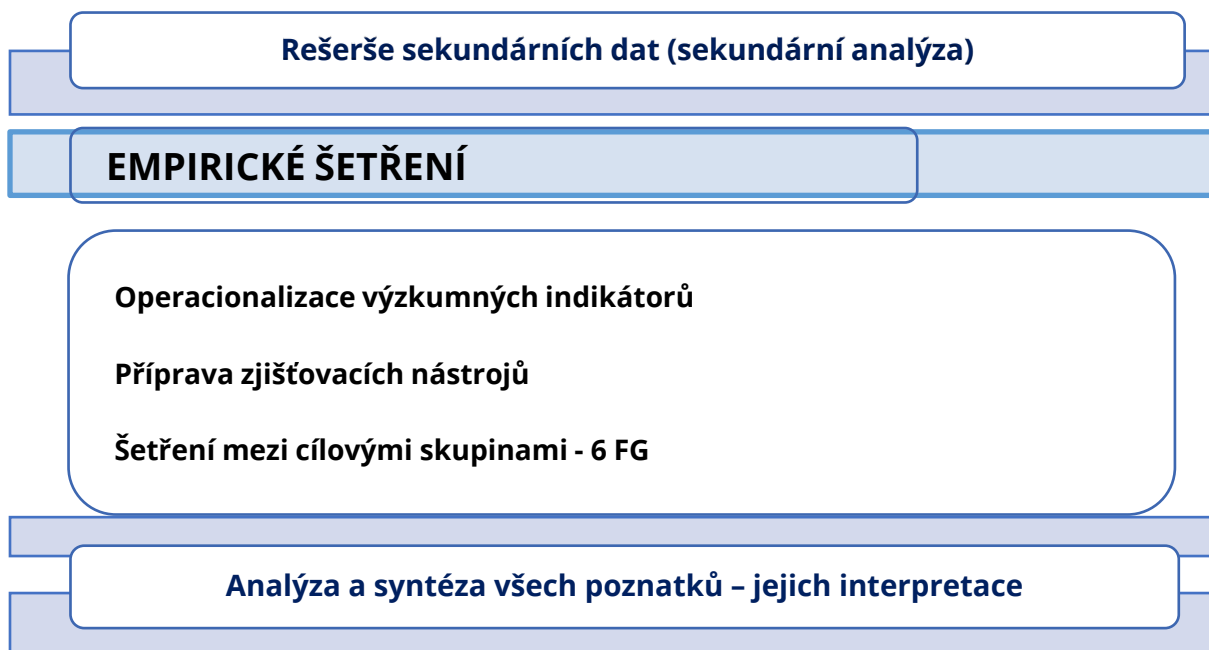 Rešerše sekundárních dat (sekundární analýza)
EMPIRICKÉ ŠETŘENÍ
Operacionalizace výzkumných indikátorů
Příprava zjišťovacích nástrojů
Šetření mezi cílovými skupinami - 6 FG
Analýza a syntéza všech poznatků – jejich interpretace